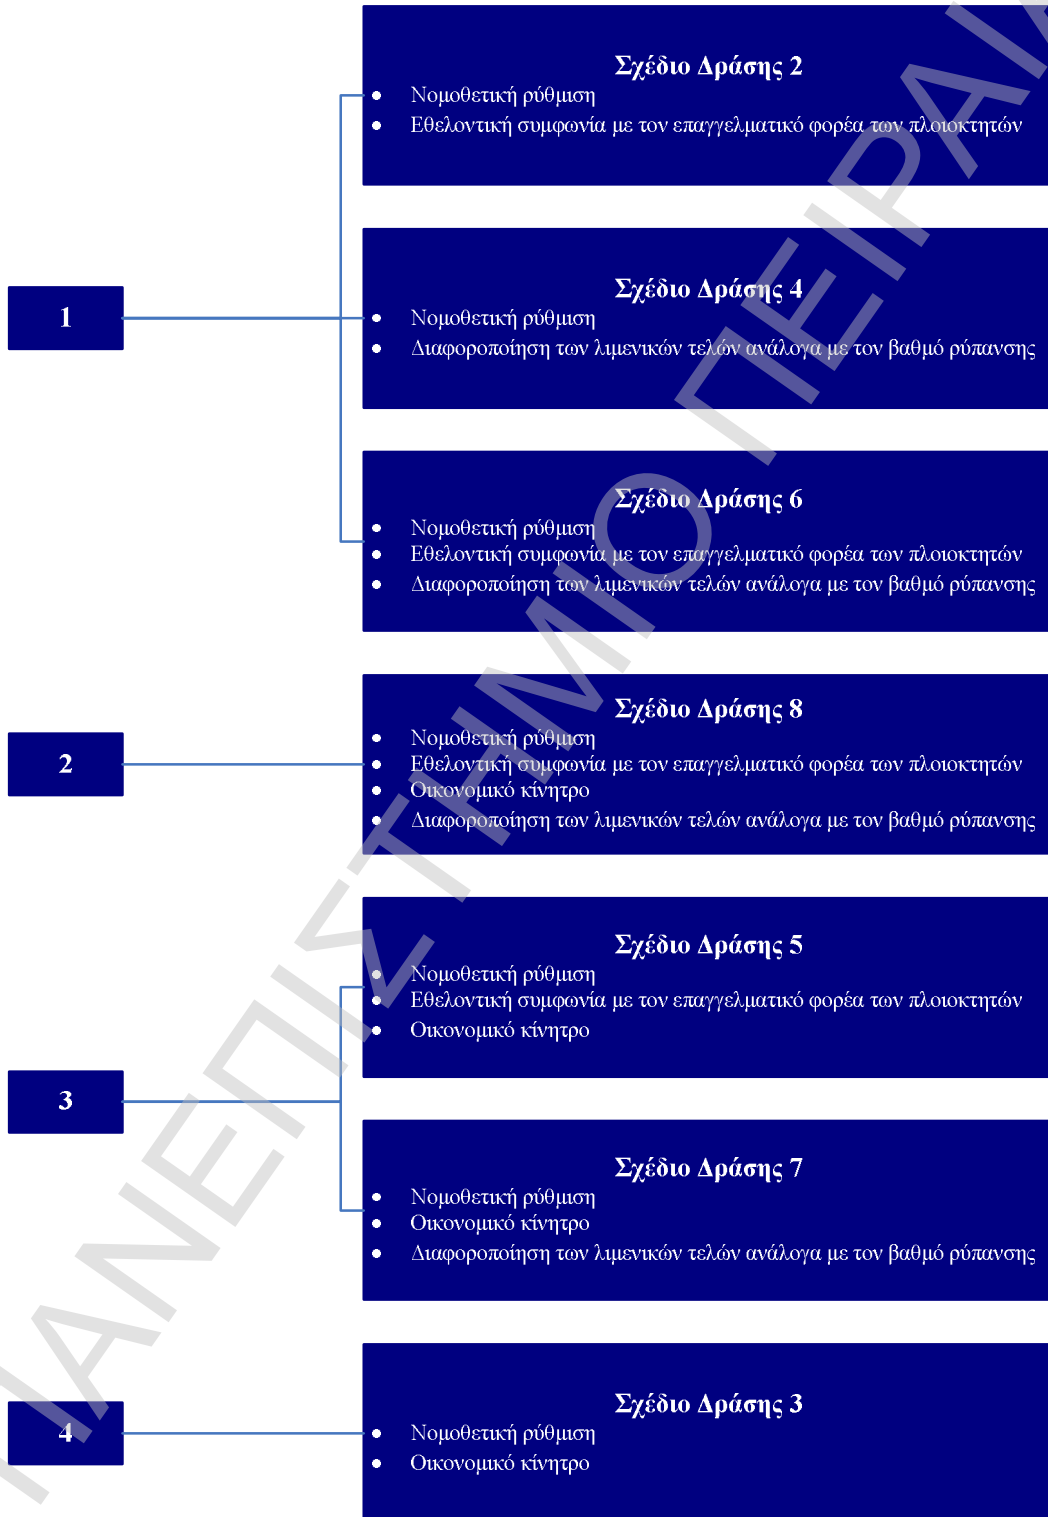 Σχέδιο Δράσης 2
• Νομοθετική ρύθμιση
• Εθελοντική συμφωνία με τον επαγγελματικό φορέα των πλοιοκτητών
1
Σχέδιο Δράσης 4
• Νομοθετική ρύθμιση
• Διαφοροποίηση των λιμενικών τελών ανάλογα με τον βαθμό ρύπανσης
Σχέδιο Δράσης 6
• Νομοθετική ρύθμιση
• Εθελοντική συμφωνία με τον επαγγελματικό φορέα των πλοιοκτητών
• Διαφοροποίηση των λιμενικών τελών ανάλογα με τον βαθμό ρύπανσης
2
Σχέδιο Δράσης 8
• Νομοθετική ρύθμιση
• Εθελοντική συμφωνία με τον επαγγελματικό φορέα των πλοιοκτητών
• Οικονομικό κίνητρο
• Διαφοροποίηση των λιμενικών τελών ανάλογα με τον βαθμό ρύπανσης
3
Σχέδιο Δράσης 5
• Νομοθετική ρύθμιση
• Εθελοντική συμφωνία με τον επαγγελματικό φορέα των πλοιοκτητών
• Οικονομικό κίνητρο
Σχέδιο Δράσης 7
• Νομοθετική ρύθμιση
• Οικονομικό κίνητρο
• Διαφοροποίηση των λιμενικών τελών ανάλογα με τον βαθμό ρύπανσης
4
Σχέδιο Δράσης 3
• Νομοθετική ρύθμιση
• Οικονομικό κίνητρο
ΠΑΝΕΠΙΣΤΗΜΙΟ ΠΕΙΡΑΙΑ